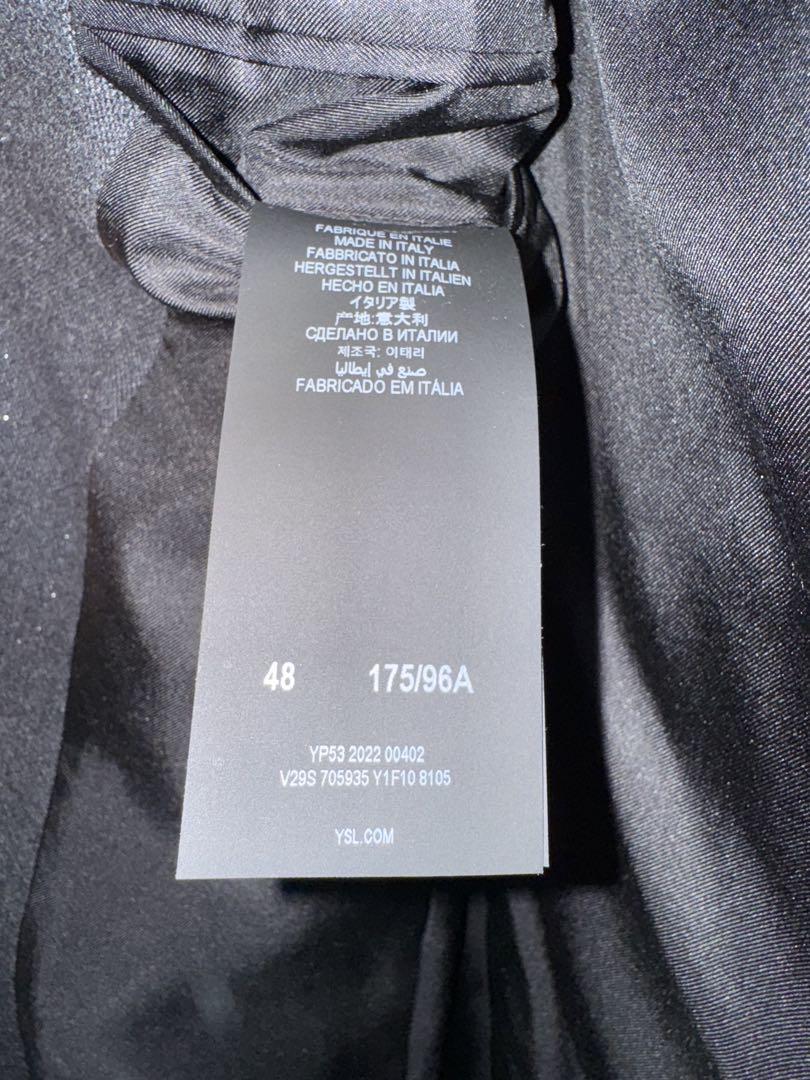 FABRIQUE EN ITALIE
MADE IN ITALY
FABBRICATO IN ITALIA
HERGESTELLT IN ITALIEN
HECHO EN ITALIA
イタリア製
产地:意大利
СДЕЛАНО В ИТАЛИИ
제조국: 이태리
صنع في إيطاليا
FABRICADO EM ITÁLIA
48 175/96A
YP53 2022 00402
V29S 705935 Y1F10 8105
YSL.COM